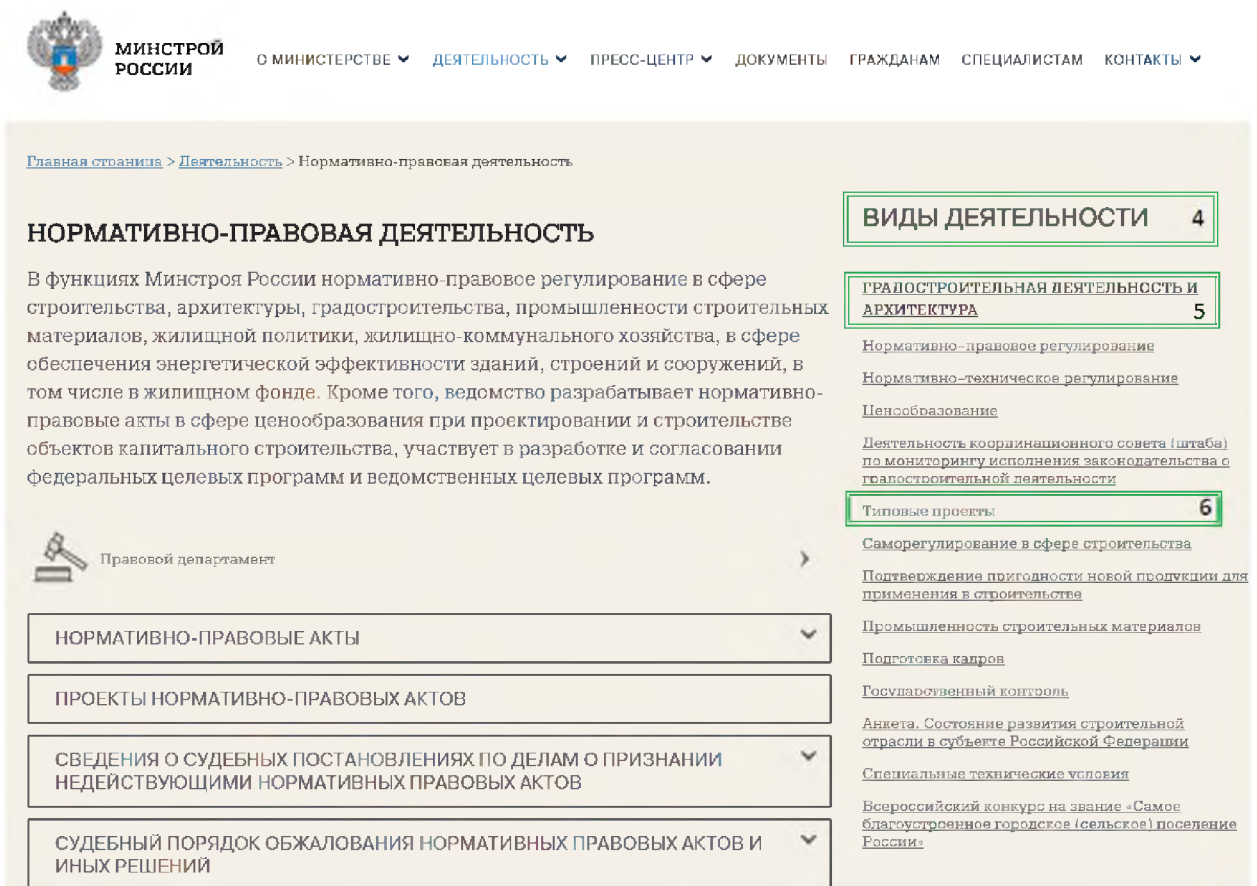 МИНСТРОЙ
РОССИИ
О МИНИСТЕРСТВЕ ДЕЯТЕЛЬНОСТЬ ПРЕСС-ЦЕНТР ДОКУМЕНТЫ ГРАЖДАНАМ СПЕЦИАЛИСТАМ КОНТАКТЫ
Главная страница > Деятельность > Нормативно-правовая деятельность
НОРМАТИВНО-ПРАВОВАЯ ДЕЯТЕЛЬНОСТЬ
В функциях Минстроя России нормативно-правовое регулирование в сфере
строительства, архитектуры, градостроительства, промышленности строительных
материалов, жилищной политики, жилищно-коммунального хозяйства, в сфере
обеспечения энергетической эффективности зданий, строений и сооружений, в
том числе в жилищном фонде. Кроме того, ведомство разрабатывает нормативно-
правовые акты в сфере ценообразования при проектировании и строительстве
объектов капитального строительства, участвует в разработке и согласовании
федеральных целевых программ и ведомственных целевых программ.
Правовой департамент
НОРМАТИВНО-ПРАВОВЫЕ АКТЫ
ПРОЕКТЫ НОРМАТИВНО-ПРАВОВЫХ АКТОВ
СВЕДЕНИЯ О СУДЕБНЫХ ПОСТАНОВЛЕНИЯХ ПО ДЕЛАМ О ПРИЗНАНИИ
НЕДЕЙСТВУЮЩИМИ НОРМАТИВНЫХ ПРАВОВЫХ АКТОВ
СУДЕБНЫЙ ПОРЯДОК ОБЖАЛОВАНИЯ НОРМАТИВНЫХ ПРАВОВЫХ АКТОВ И
ИНЫХ РЕШЕНИЙ
ВИДЫ ДЕЯТЕЛЬНОСТИ 4
ГРАДОСТРОИТЕЛЬНАЯ ДЕЯТЕЛЬНОСТЬ И
АРХИТЕКТУРА 5
Нормативно-правовое регулирование
Нормативно-техническое регулирование
Ценообразование
Деятельность координационного совета (штаба)
по мониторингу исполнения законодательства о
градостроительной деятельности
Типовые проекты 6
Саморегулирование в сфере строительства
Подтверждение пригодности новой продукции для
применения в строительстве
Промышленность строительных материалов
Подготовка кадров
Государственный контроль
Анкета. Состояние развития строительной
отрасли в субъекте Российской Федерации
Специальные технические условия
Всероссийский конкурс на звание «Самое
благоустроенное городское (сельское) поселение
России»